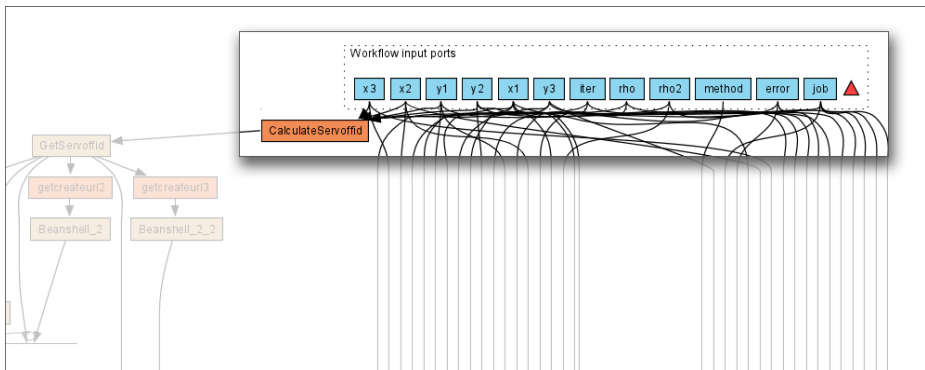 Workflow input ports
x3 x2 y1 y2 x1 y3 iter rho rho2 method error job
CalculateServoffid
GetServoffid
getcreateurl2 getcreateurl3
Beanshell_2 Beanshell_2_2